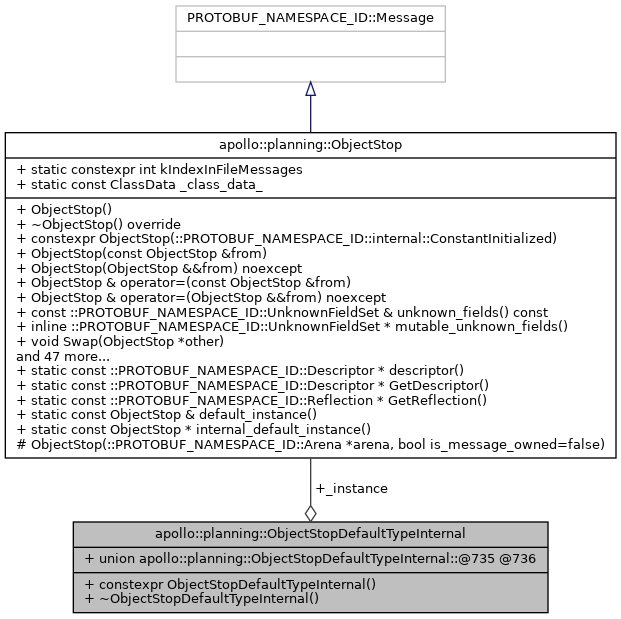 PROTOBUF_NAMESPACE_ID::Message
apollo::planning::ObjectStop
+ static constexpr int kIndexInFileMessages
+ static const ClassData _class_data_
+ ObjectStop()
+ ~ObjectStop() override
+ constexpr ObjectStop(::PROTOBUF_NAMESPACE_ID::internal::ConstantInitialized)
+ ObjectStop(const ObjectStop &from)
+ ObjectStop(ObjectStop &&from) noexcept
+ ObjectStop & operator=(const ObjectStop &from)
+ ObjectStop & operator=(ObjectStop &&from) noexcept
+ const ::PROTOBUF_NAMESPACE_ID::UnknownFieldSet & unknown_fields() const
+ inline ::PROTOBUF_NAMESPACE_ID::UnknownFieldSet * mutable_unknown_fields()
+ void Swap(ObjectStop *other)
and 47 more...
+ static const ::PROTOBUF_NAMESPACE_ID::Descriptor * descriptor()
+ static const ::PROTOBUF_NAMESPACE_ID::Descriptor * GetDescriptor()
+ static const ::PROTOBUF_NAMESPACE_ID::Reflection * GetReflection()
+ static const ObjectStop & default_instance()
+ static const ObjectStop * internal_default_instance()
# ObjectStop(::PROTOBUF_NAMESPACE_ID::Arena *arena, bool is_message_owned=false)
+_instance
apollo::planning::ObjectStopDefaultTypeInternal
+ union apollo::planning::ObjectStopDefaultTypeInternal::@735 @736
+ constexpr ObjectStopDefaultTypeInternal()
+ ~ObjectStopDefaultTypeInternal()